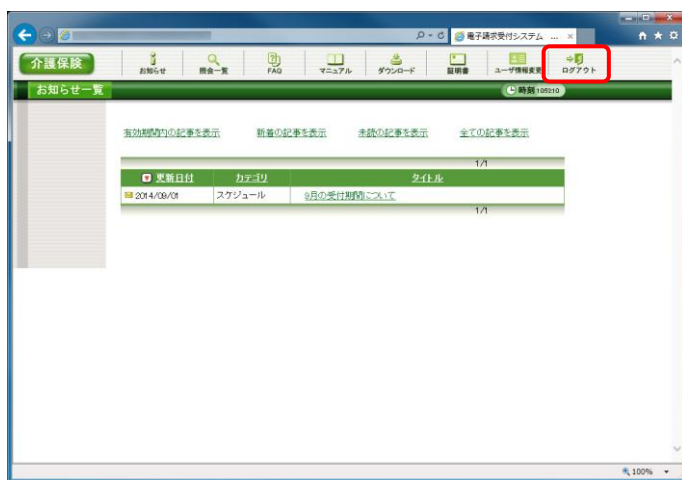 電子請求受付システム ...
介護保険
お知らせ 照会一覧 FAQ マニュアル ダウンロード 証明書 ユーザ情報変更 ログアウト
お知らせ一覧
時刻
有効期間内の記事を表示 新着の記事を表示 未読の記事を表示 全ての記事を表示
1/1
更新日付 カテゴリ タイトル
2014/09/01 スケジュール 9月の受付期間について
1/1
100%